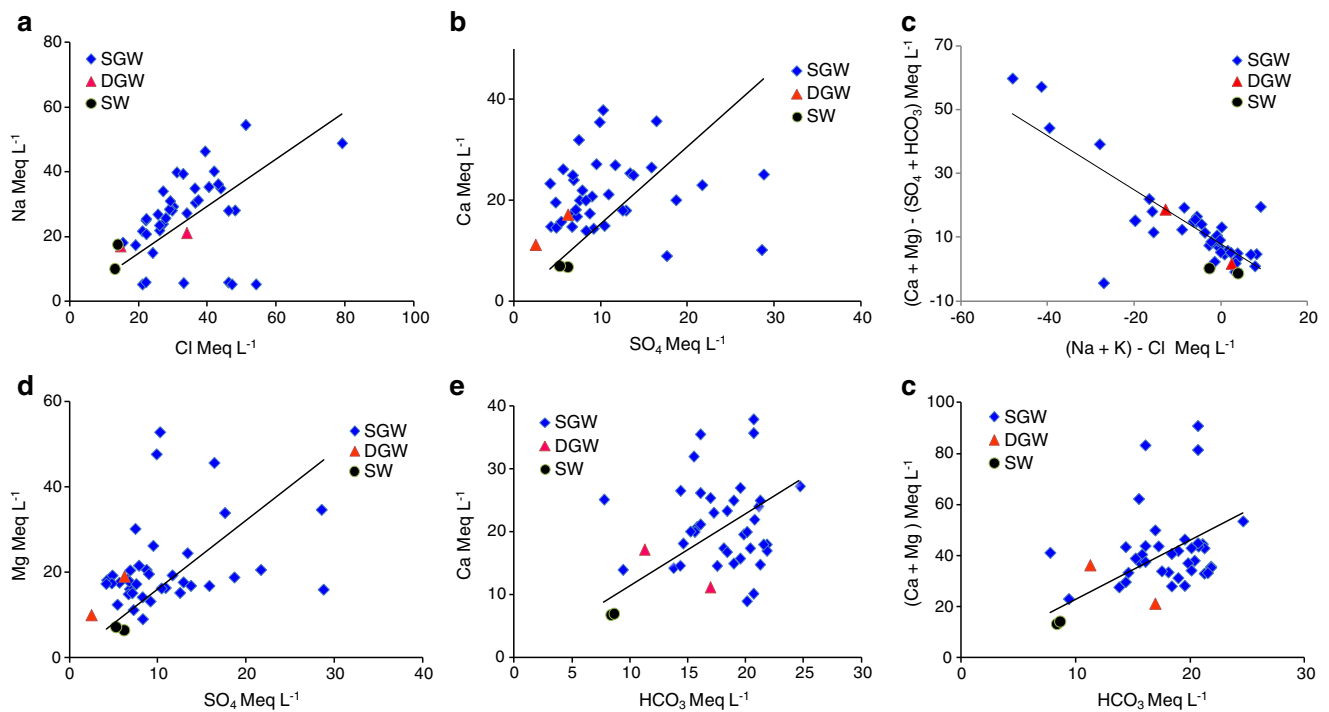 a
80
60
40
20
0
0 20 40 60 80 100
Na Meq L⁻¹
Cl Meq L⁻¹
SGW
DGW
SW
b
40
20
0
0 10 20 30 40
Ca Meq L⁻¹
SO₄ Meq L⁻¹
SGW
DGW
SW
c
70
50
30
10
-10
-60 -40 -20 0 20
(Ca + Mg) - (SO₄ + HCO₃) Meq L⁻¹
(Na + K) - Cl Meq L⁻¹
SGW
DGW
SW
d
60
40
20
0
0 10 20 30 40
Mg Meq L⁻¹
SO₄ Meq L⁻¹
SGW
DGW
SW
e
40
30
20
10
0
0 5 10 15 20 25 30
Ca Meq L⁻¹
HCO₃ Meq L⁻¹
SGW
DGW
SW
c
100
80
60
40
20
0
0 10 20 30
(Ca + Mg ) Meq L⁻¹
HCO₃ Meq L⁻¹
SGW
DGW
SW